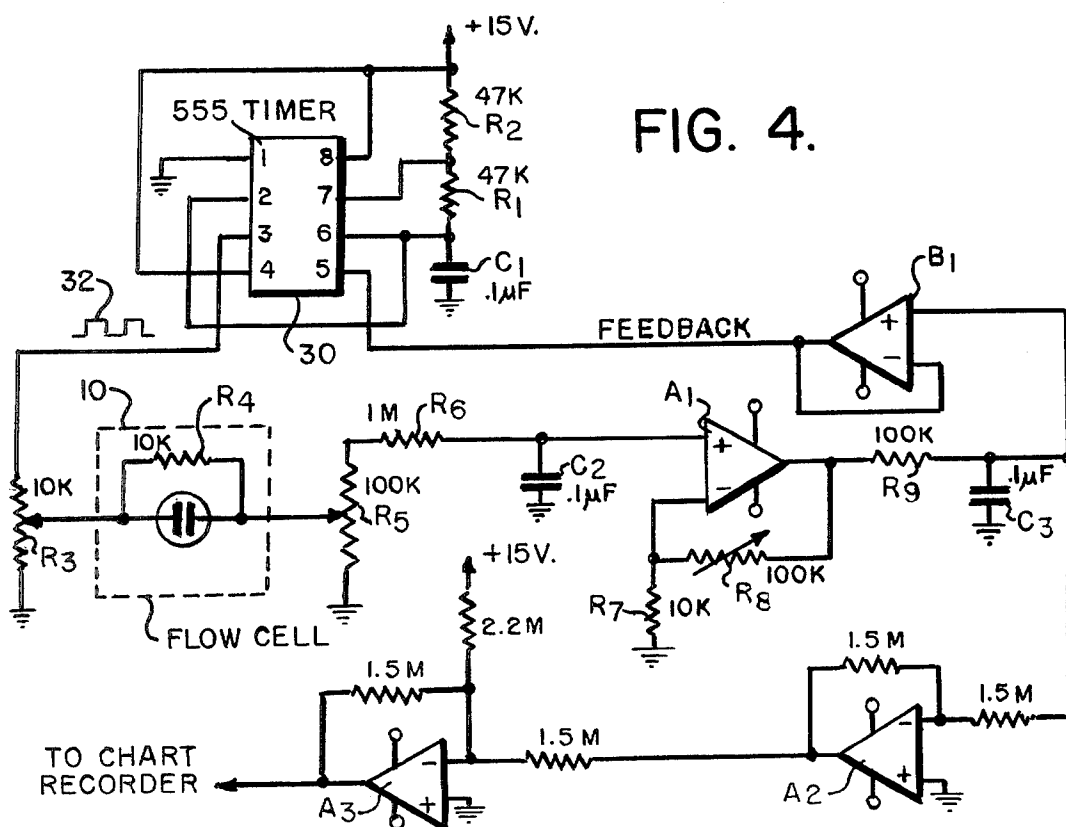 +15V.
555 TIMER
47K
R2
FIG. 4.
1 8
47K
R1
2 7
3 6
4 5
C1
.1µF
32
30
FEEDBACK
B1
+
−
10
R4
10K
1M R6
A1
+
−
100K
R9
C2
.1µF
.1µF
C3
10K
R3
100K
R5
+15V.
R8
100K
R7
10K
FLOW CELL
2.2M
1.5M
1.5M
1.5M
1.5M
−
+
A2
−
+
A3
TO CHART
RECORDER